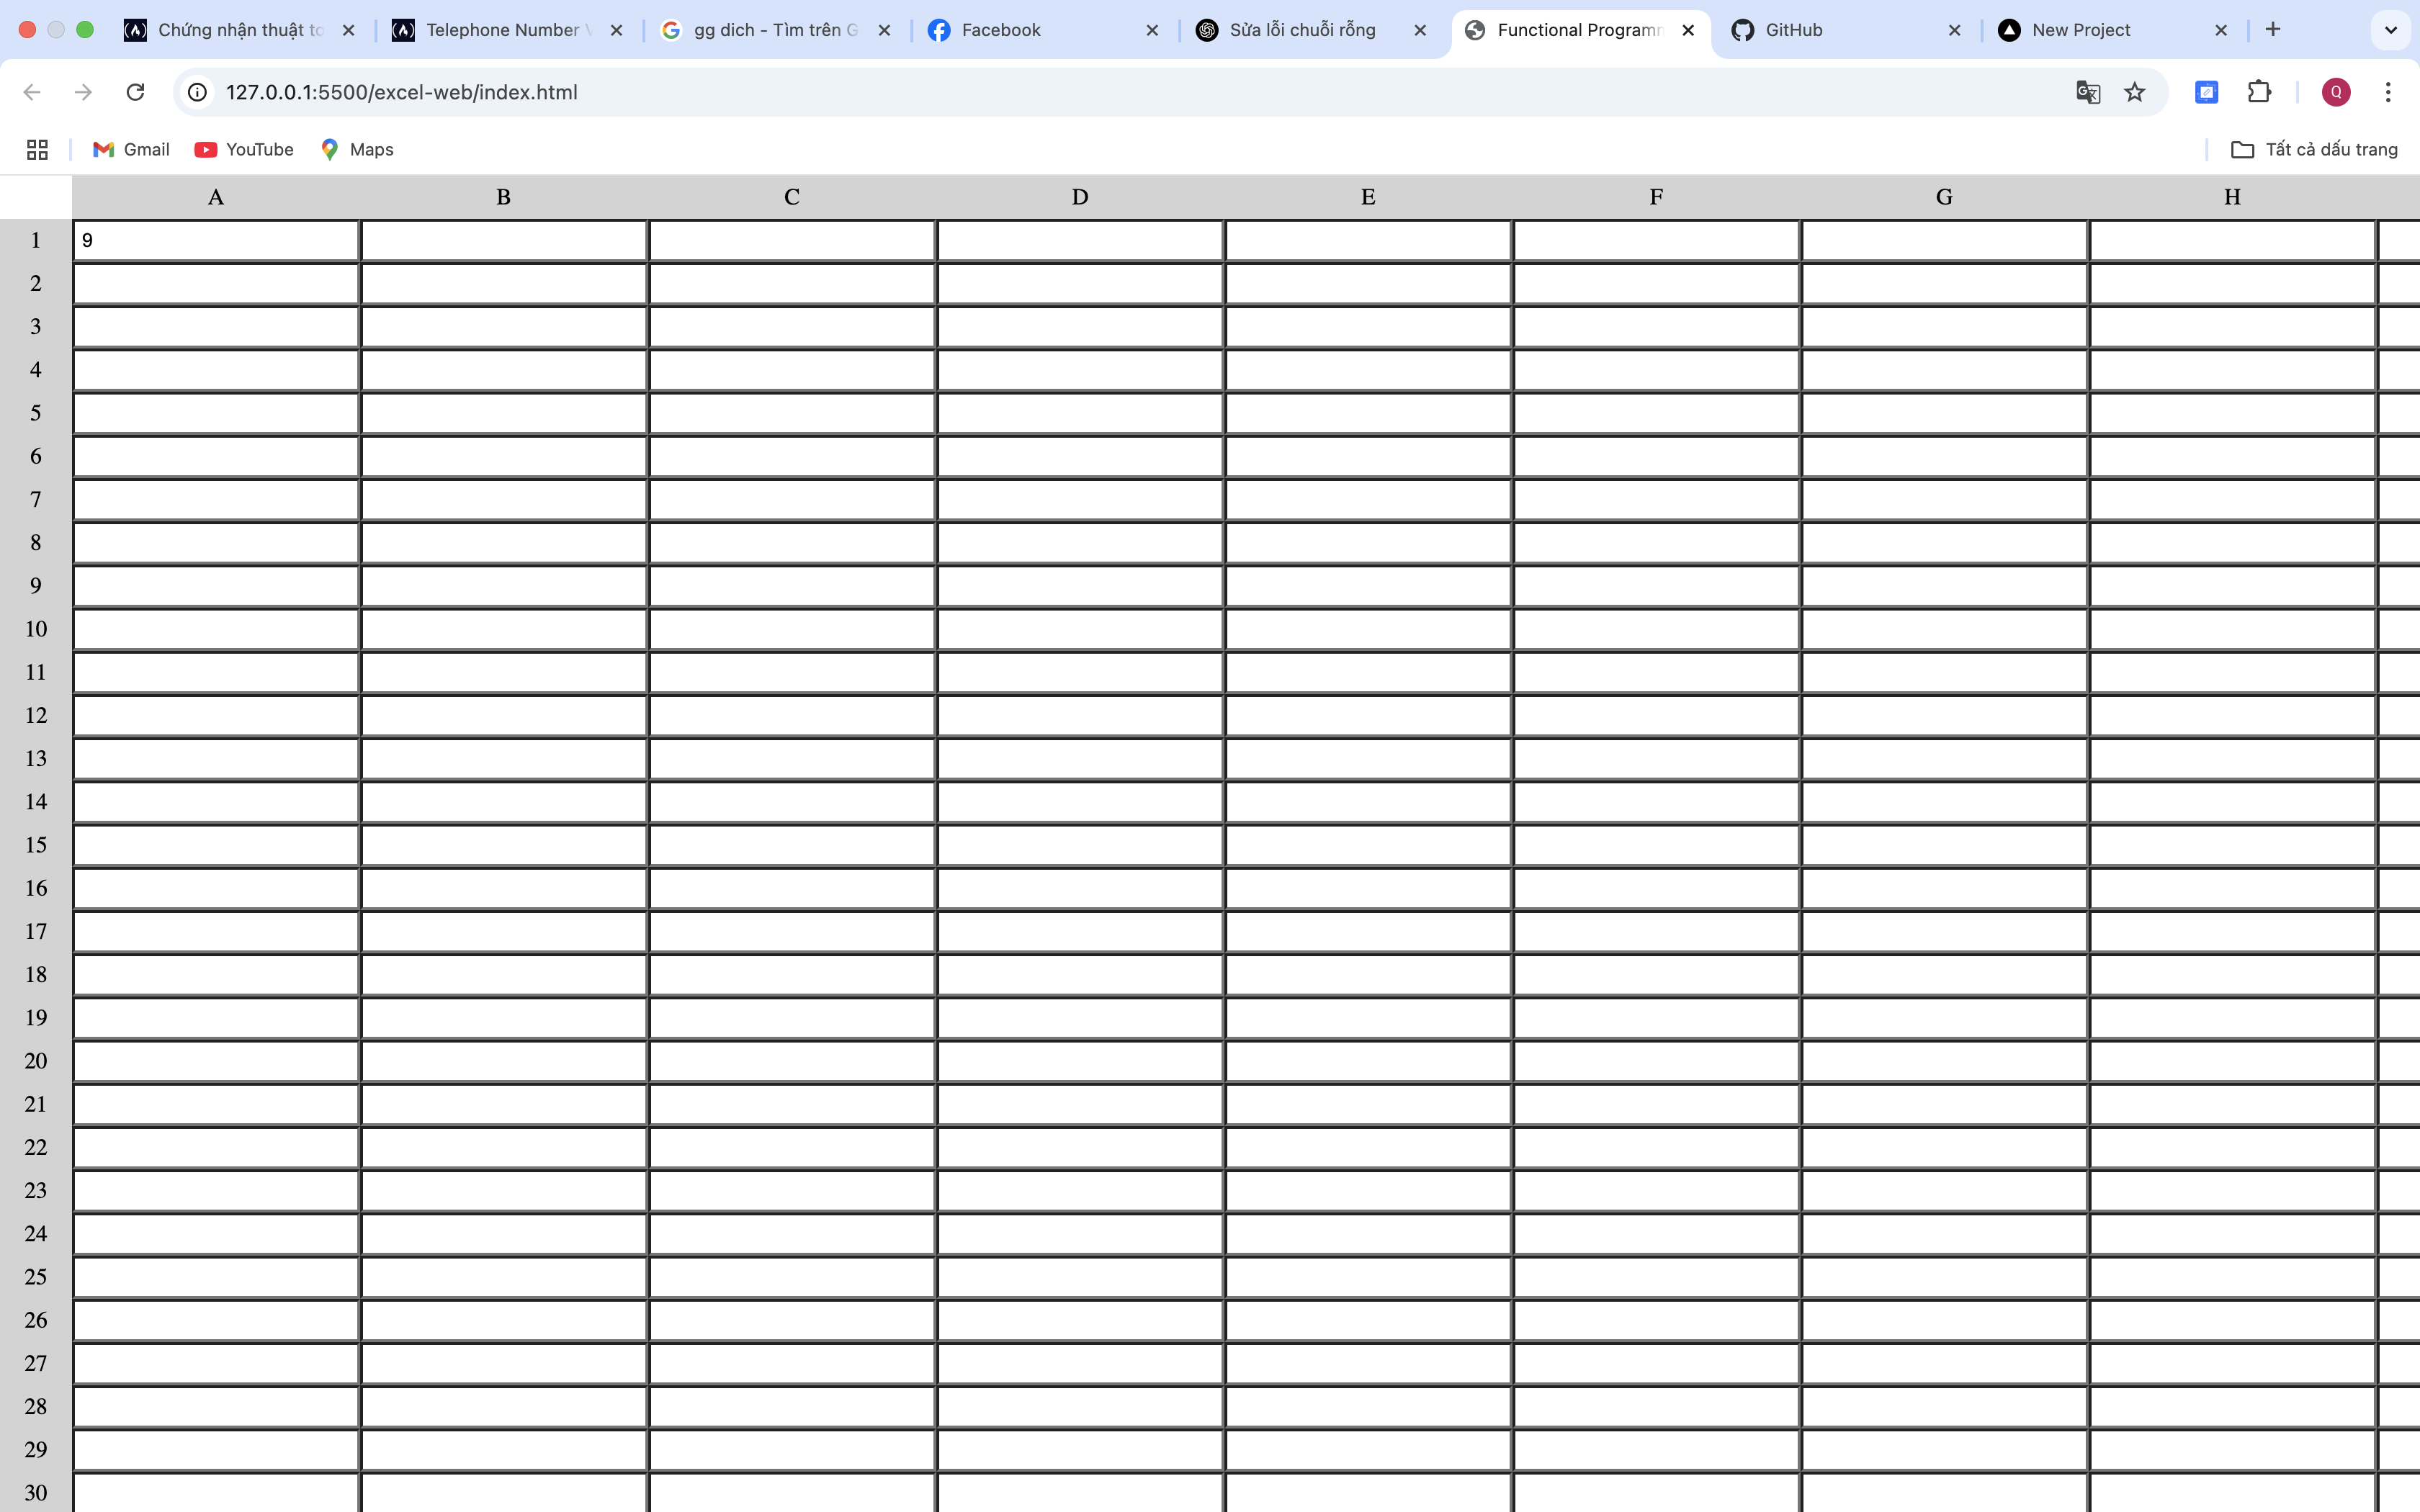 Chứng nhận thuật to
Telephone Number V
gg dich - Tìm trên G
Facebook
Sửa lỗi chuỗi rỗng
Functional Programm
GitHub
New Project
127.0.0.1:5500/excel-web/index.html
Q
Gmail
YouTube
Maps
Tất cả dấu trang
A B C D E F G H
1 9
2
3
4
5
6
7
8
9
10
11
12
13
14
15
16
17
18
19
20
21
22
23
24
25
26
27
28
29
30